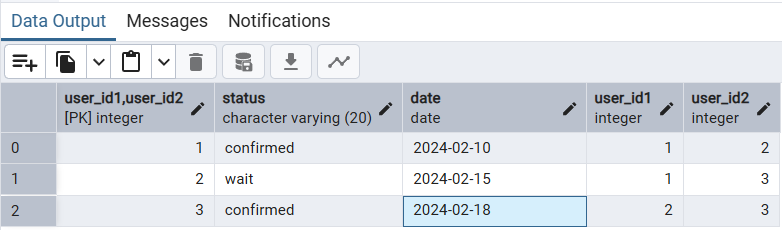 Data Output Messages Notifications
user_id1,user_id2 status date user_id1 user_id2
[PK] integer character varying (20) date integer integer
0 1 confirmed 2024-02-10 1 2
1 2 wait 2024-02-15 1 3
2 3 confirmed 2024-02-18 2 3